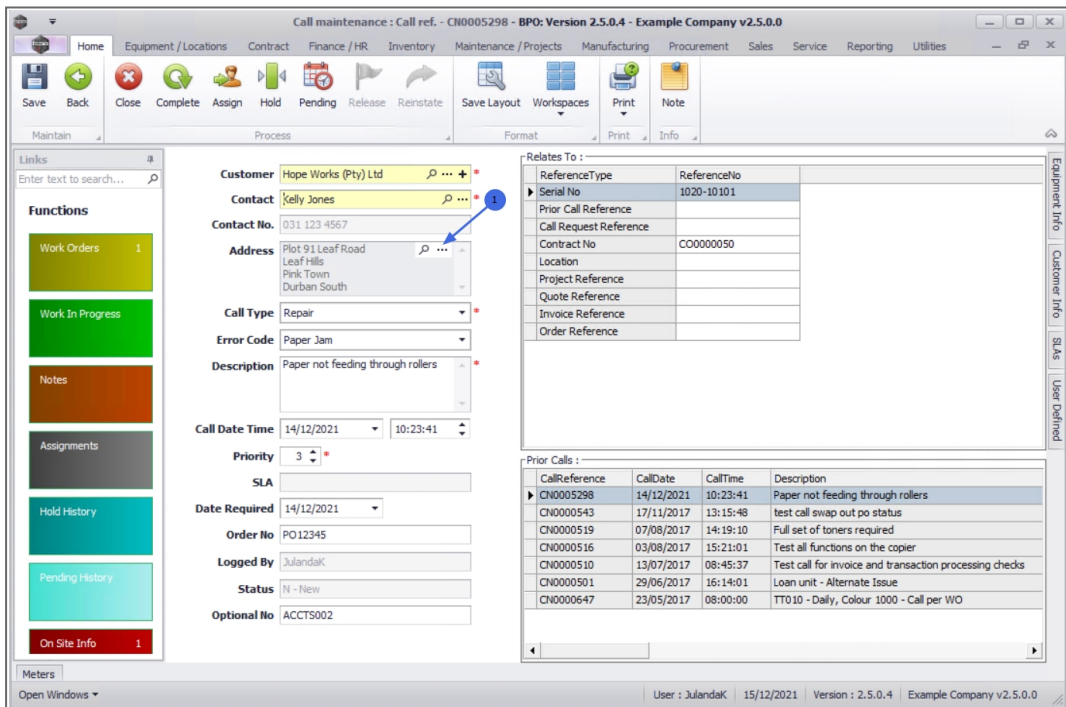 Call maintenance : Call ref. - CN0005298 - BPO: Version 2.5.0.4 - Example Company v2.5.0.0
Home Equipment / Locations Contract Finance / HR Inventory Maintenance / Projects Manufacturing Procurement Sales Service Reporting Utilities
Save Back Close Complete Assign Hold Pending Release Reinstate Save Layout Workspaces Print Note
Maintain Process Format Print Info
Links
Enter text to search...
Functions
Work Orders 1
Work In Progress
Notes
Assignments
Hold History
Pending History
On Site Info 1
Customer Hope Works (Pty) Ltd *
Contact Kelly Jones * 1
Contact No. 031 123 4567
Address Plot 91 Leaf Road
Leaf Hills
Pink Town
Durban South
Call Type Repair *
Error Code Paper Jam
Description Paper not feeding through rollers *
Call Date Time 14/12/2021 10:23:41
Priority 3 *
SLA
Date Required 14/12/2021
Order No PO12345
Logged By JulandaK
Status N - New
Optional No ACCTS002
Relates To :
ReferenceType ReferenceNo
Serial No 1020-10101
Prior Call Reference
Call Request Reference
Contract No CO0000050
Location
Project Reference
Quote Reference
Invoice Reference
Order Reference
Prior Calls :
CallReference CallDate CallTime Description
CN0005298 14/12/2021 10:23:41 Paper not feeding through rollers
CN0000543 17/11/2017 13:15:48 test call swap out po status
CN0000519 07/08/2017 14:19:10 Full set of toners required
CN0000516 03/08/2017 15:21:01 Test all functions on the copier
CN0000510 13/07/2017 08:45:37 Test call for invoice and transaction processing checks
CN0000501 29/06/2017 16:14:01 Loan unit - Alternate Issue
CN0000647 23/05/2017 08:00:00 TT010 - Daily, Colour 1000 - Call per WO
Equipment Info
Customer Info
SLAs
User Defined
Meters
Open Windows User : JulandaK 15/12/2021 Version : 2.5.0.4 Example Company v2.5.0.0